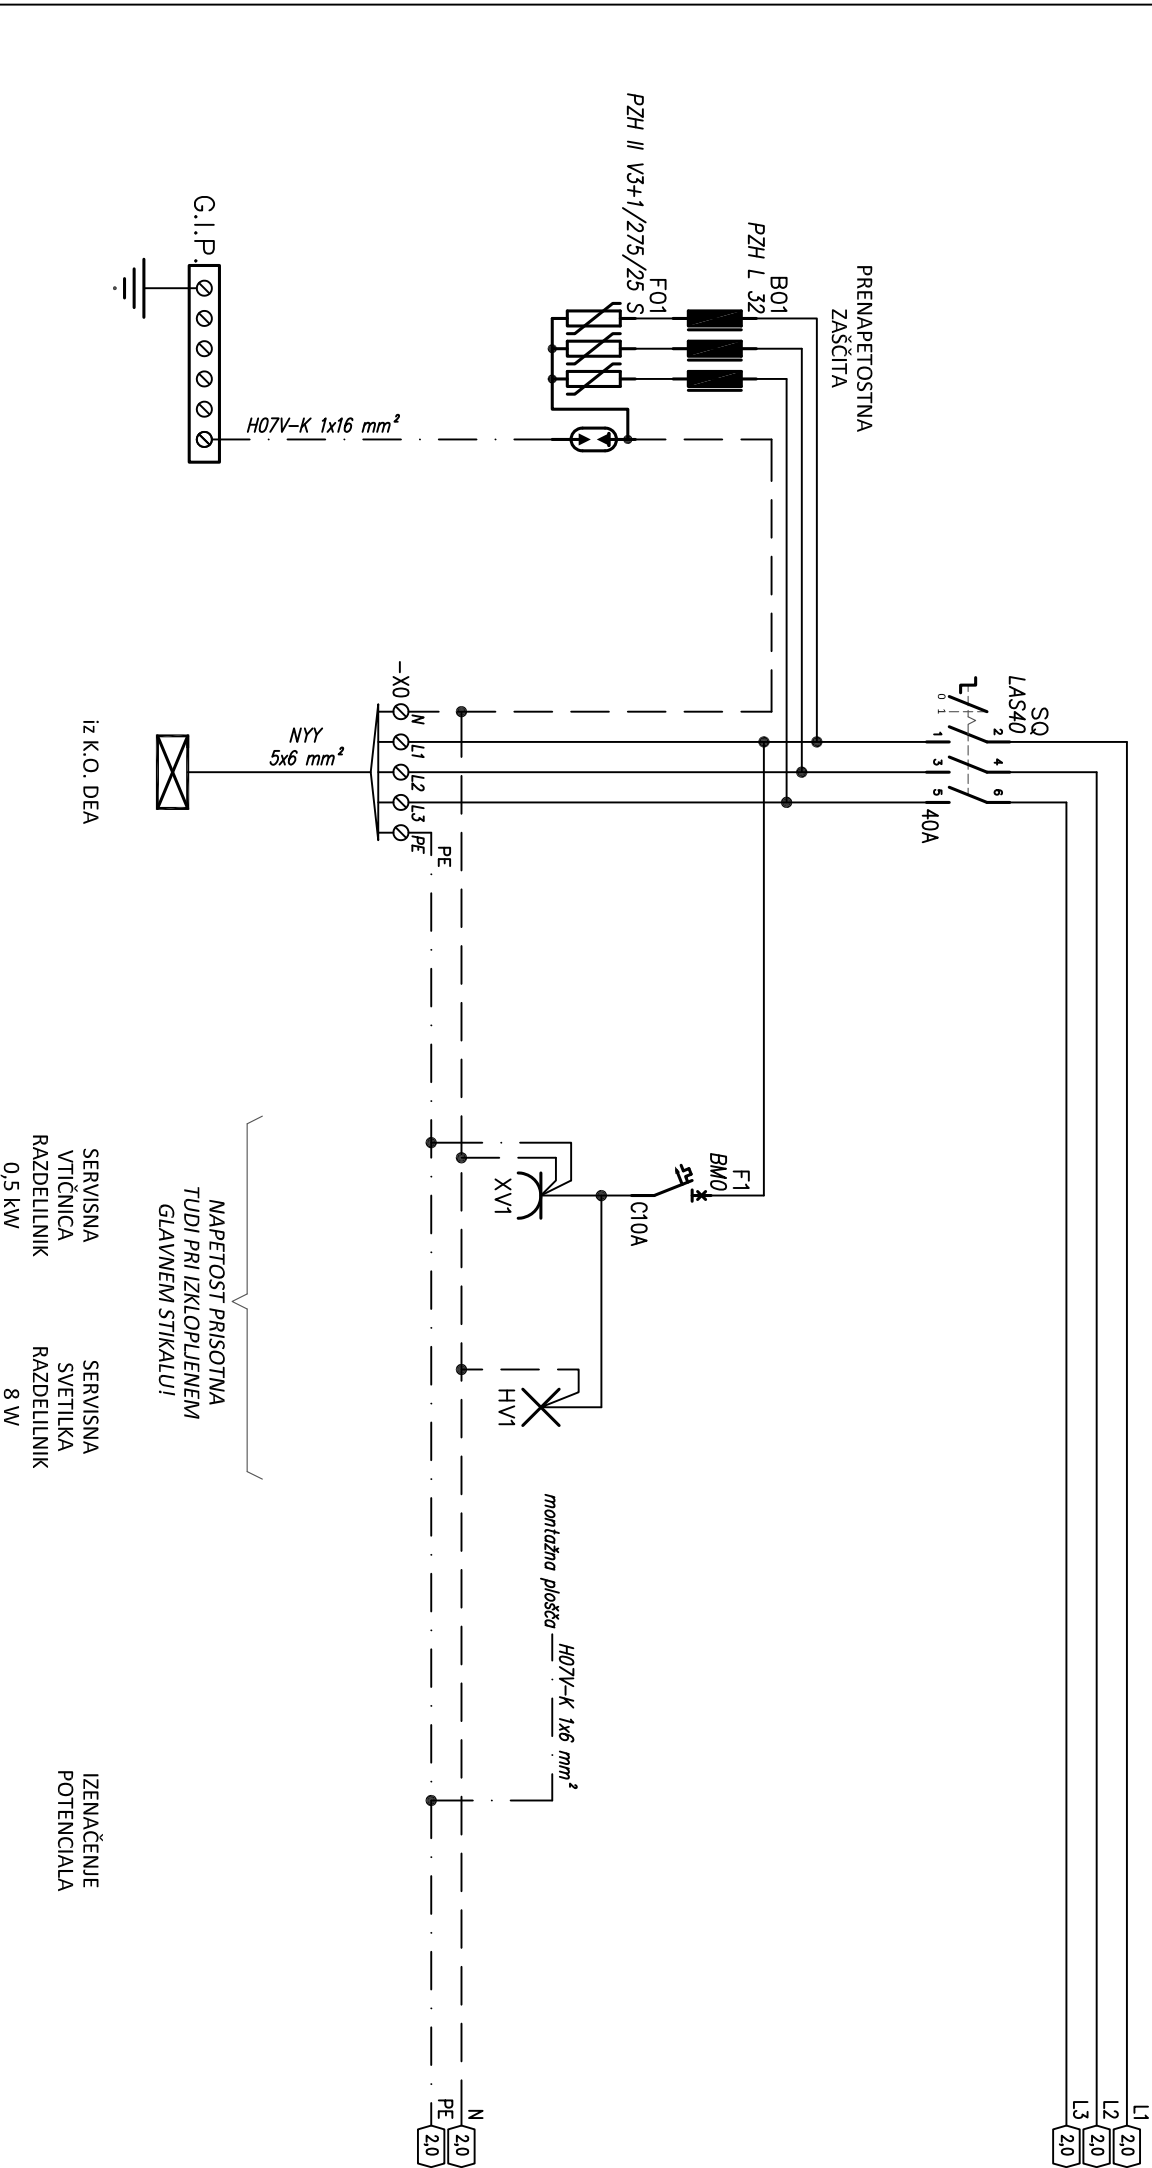 L1
2,0
L2
2,0
L3
2,0
SQ
LAS40
0 1
1 2
3 4
5 6
40A
PRENAPETOSTNA
ZAŠČITA
B01
PZH L 32
F01
PZH II V3+1/275/25 S
F1
BM0
C10A
XV1
HV1
montažna plošča
H07V-K 1x6 mm²
N
2,0
PE
2,0
PE
-X0
N
L1
L2
L3
PE
NYY
5x6 mm²
H07V-K 1x16 mm²
G.I.P.
NAPETOST PRISOTNA
TUDI PRI IZKLOPLJENEM
GLAVNEM STIKALU!
iz K.O. DEA
SERVISNA
VTIČNICA
RAZDELILNIK
0,5 kW
SERVISNA
SVETILKA
RAZDELILNIK
8 W
IZENAČENJE
POTENCIALA